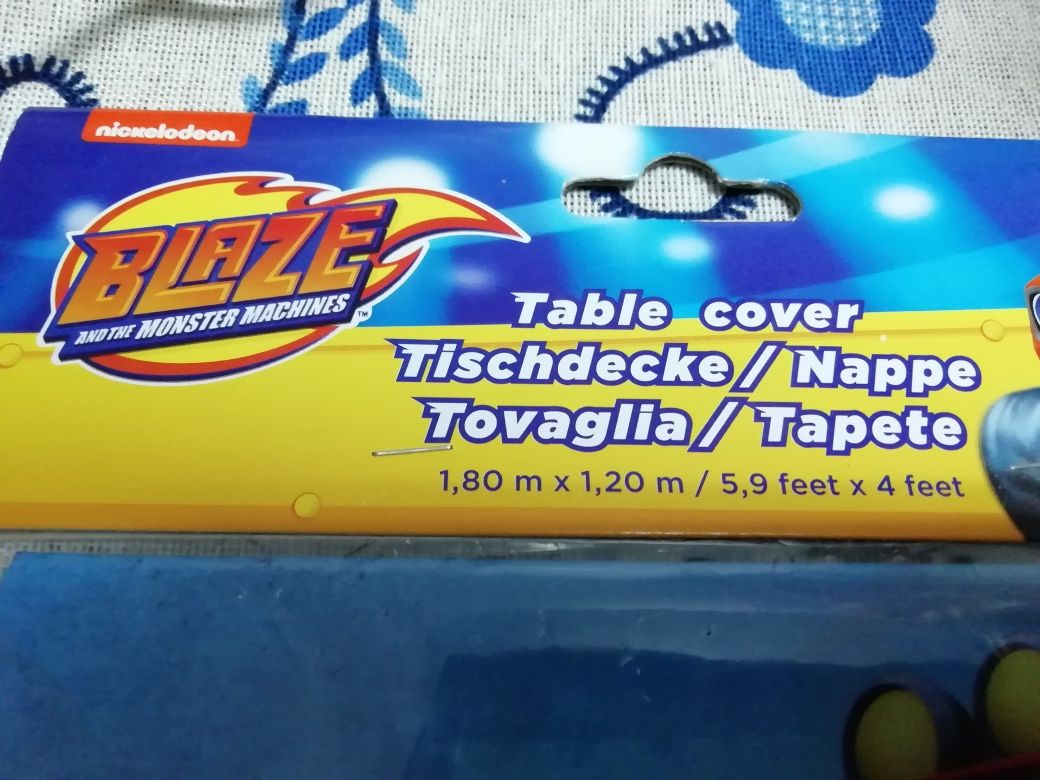 nickelodeon
BLAZE
AND THE MONSTER MACHINES™
Table cover
Tischdecke / Nappe
Tovaglia / Tapete
1,80 m x 1,20 m / 5,9 feet x 4 feet